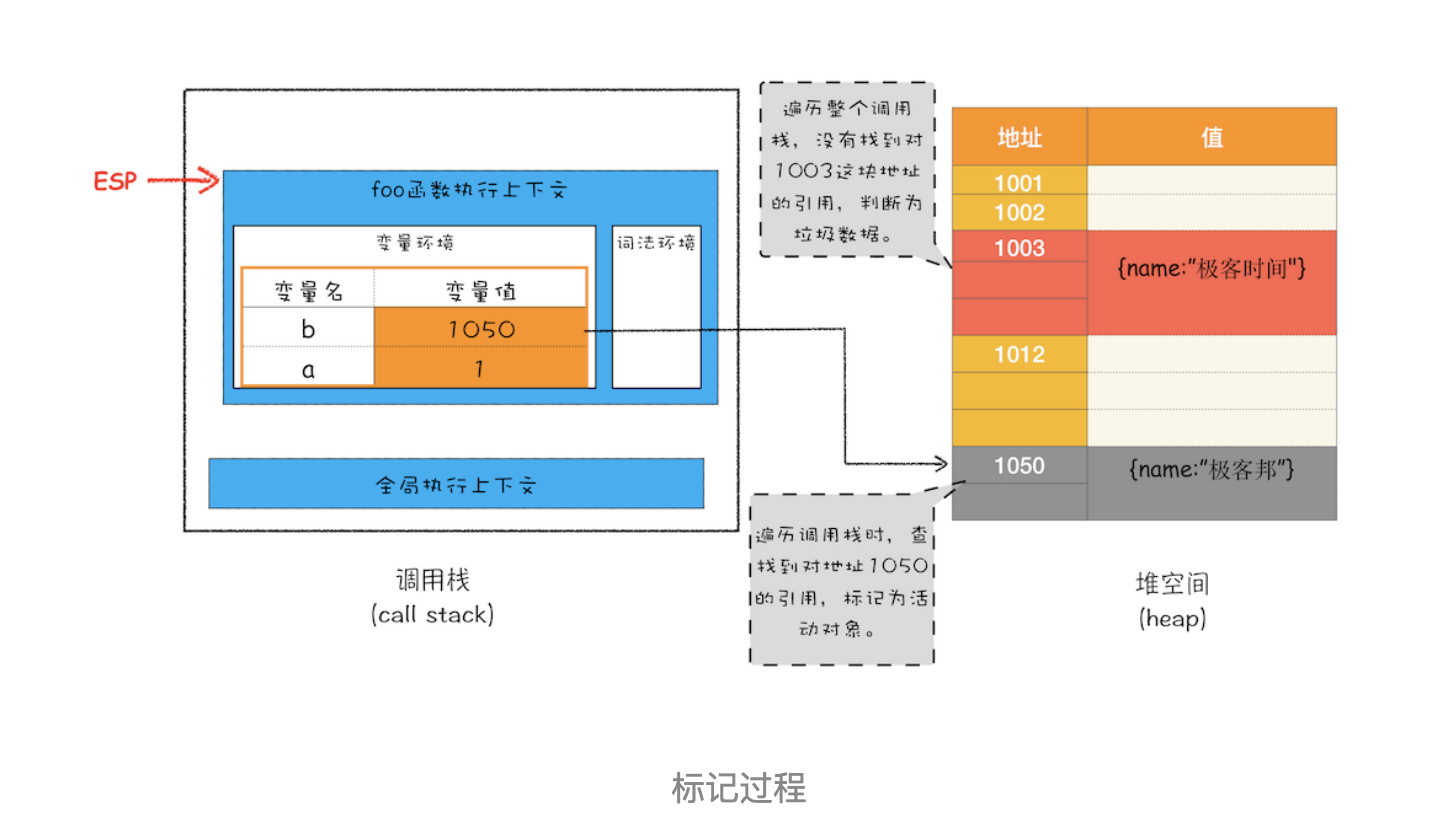 ESP
foo函数执行上下文
变量环境
词法环境
变量名 变量值
b 1050
a 1
全局执行上下文
调用栈
(call stack)
遍历整个调用
栈，没有找到对
1003这块地址
的引用，判断为
垃圾数据。
遍历调用栈时，查
找到对地址1050
的引用，标记为活
动对象。
地址 值
1001
1002
1003 {name:"极客时间"}
1012
1050 {name:"极客邦"}
堆空间
(heap)
标记过程